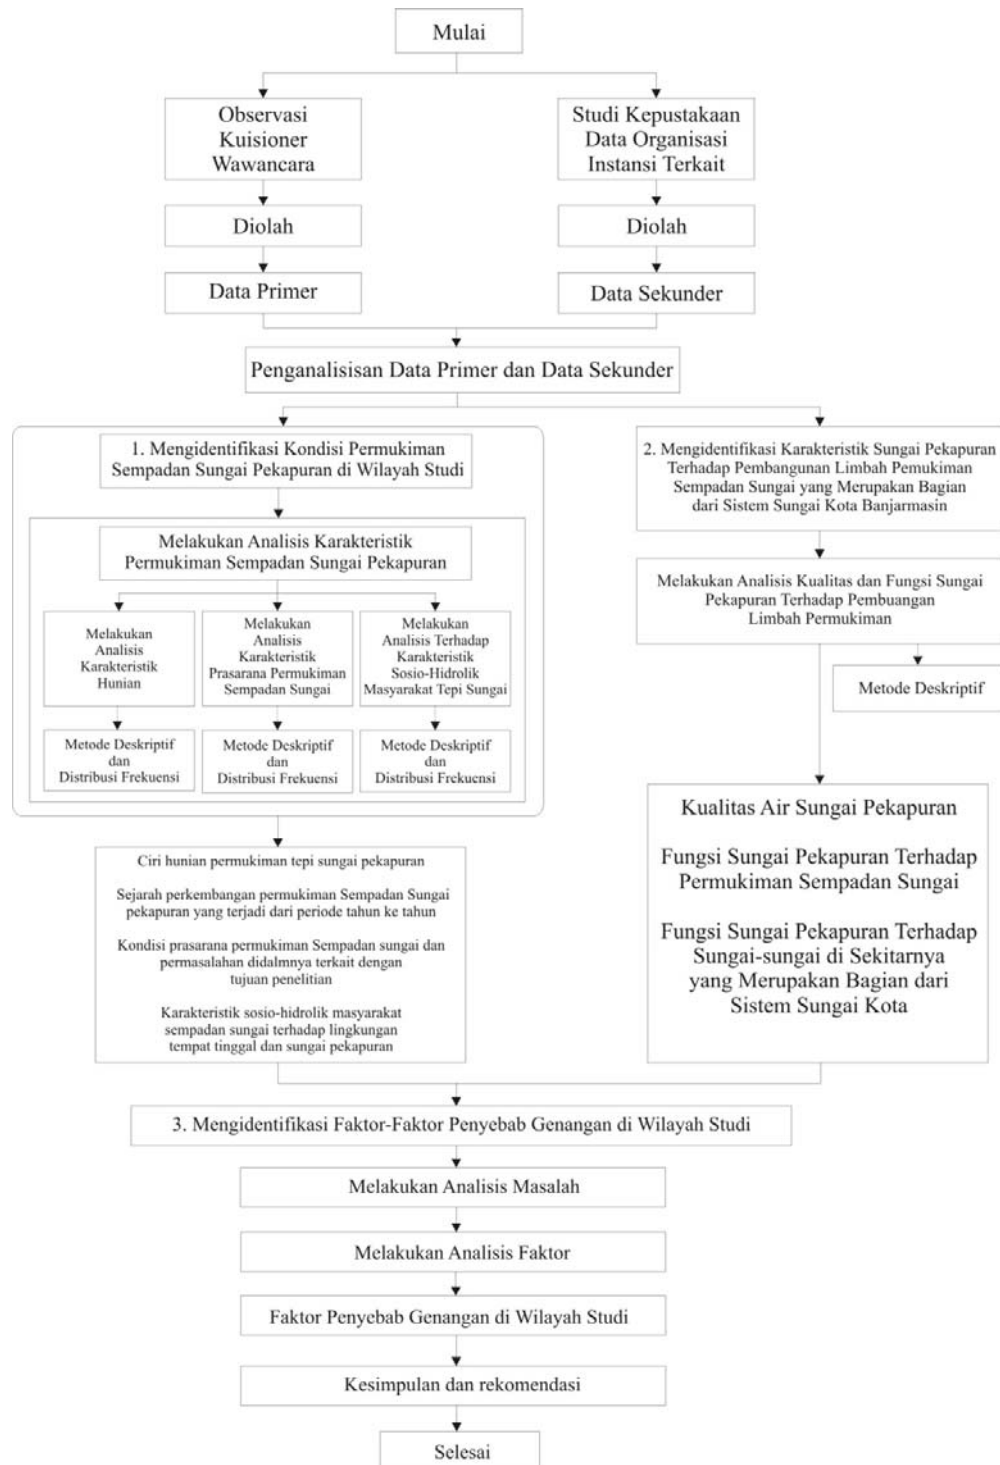 Mulai
Observasi
Kuisioner
Wawancara
Studi Kepustakaan
Data Organisasi
Instansi Terkait
Diolah
Diolah
Data Primer
Data Sekunder
Penganalisisan Data Primer dan Data Sekunder
1. Mengidentifikasi Kondisi Permukiman
Sempadan Sungai Pekapuran di Wilayah Studi
Melakukan Analisis Karakteristik
Permukiman Sempadan Sungai Pekapuran
Melakukan
Analisis
Karakteristik
Hunian
Melakukan
Analisis
Karakteristik
Prasarana Permukiman
Sempadan Sungai
Melakukan
Analisis Terhadap
Karakteristik
Sosio-Hidrolik
Masyarakat Tepi Sungai
Metode Deskriptif
dan
Distribusi Frekuensi
Metode Deskriptif
dan
Distribusi Frekuensi
Metode Deskriptif
dan
Distribusi Frekuensi
2. Mengidentifikasi Karakteristik Sungai Pekapuran
Terhadap Pembangunan Limbah Pemukiman
Sempadan Sungai yang Merupakan Bagian
dari Sistem Sungai Kota Banjarmasin
Melakukan Analisis Kualitas dan Fungsi Sungai
Pekapuran Terhadap Pembuangan
Limbah Permukiman
Metode Deskriptif
Ciri hunian permukiman tepi sungai pekapuran
Sejarah perkembangan permukiman Sempadan Sungai
pekapuran yang terjadi dari periode tahun ke tahun
Kondisi prasarana permukiman Sempadan sungai dan
permasalahan didalmnya terkait dengan
tujuan penelitian
Karakteristik sosio-hidrolik masyarakat
sempadan sungai terhadap lingkungan
tempat tinggal dan sungai pekapuran
Kualitas Air Sungai Pekapuran
Fungsi Sungai Pekapuran Terhadap
Permukiman Sempadan Sungai
Fungsi Sungai Pekapuran Terhadap
Sungai-sungai di Sekitarnya
yang Merupakan Bagian dari
Sistem Sungai Kota
3. Mengidentifikasi Faktor-Faktor Penyebab Genangan di Wilayah Studi
Melakukan Analisis Masalah
Melakukan Analisis Faktor
Faktor Penyebab Genangan di Wilayah Studi
Kesimpulan dan rekomendasi
Selesai